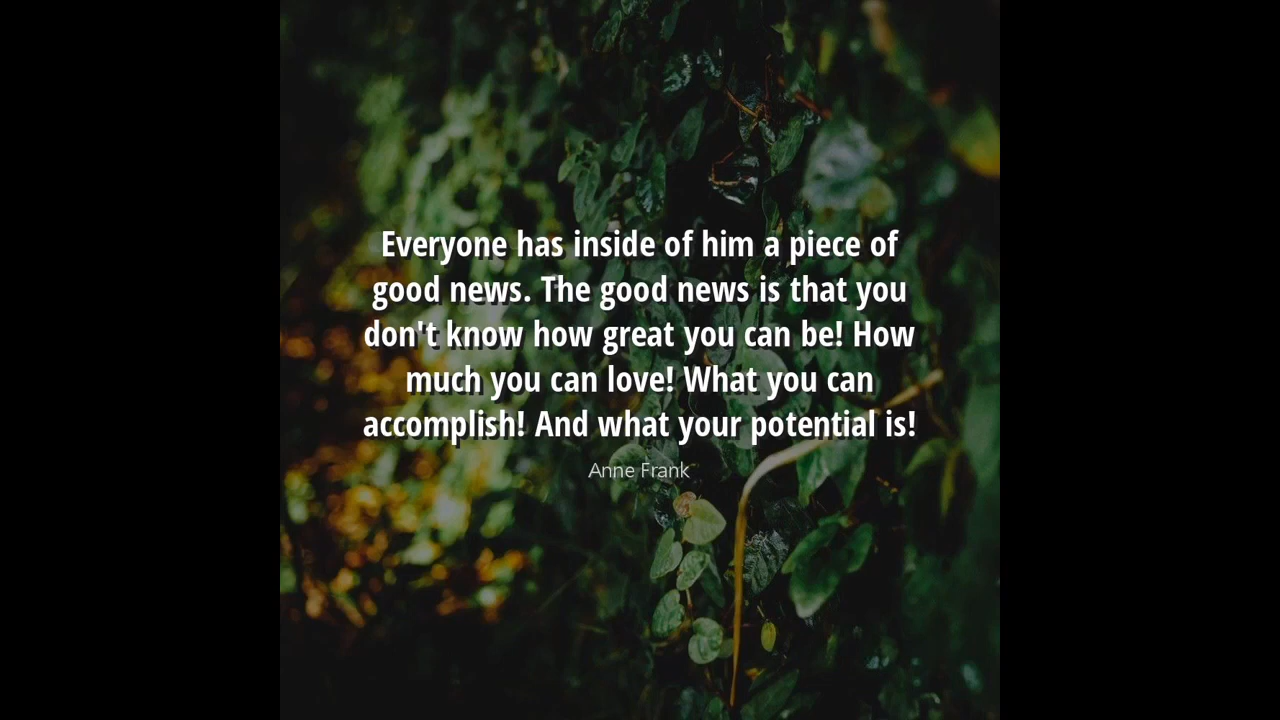 Everyone has inside of him a piece of
good news. The good news is that you
don't know how great you can be! How
much you can love! What you can
accomplish! And what your potential is!
Anne Frank